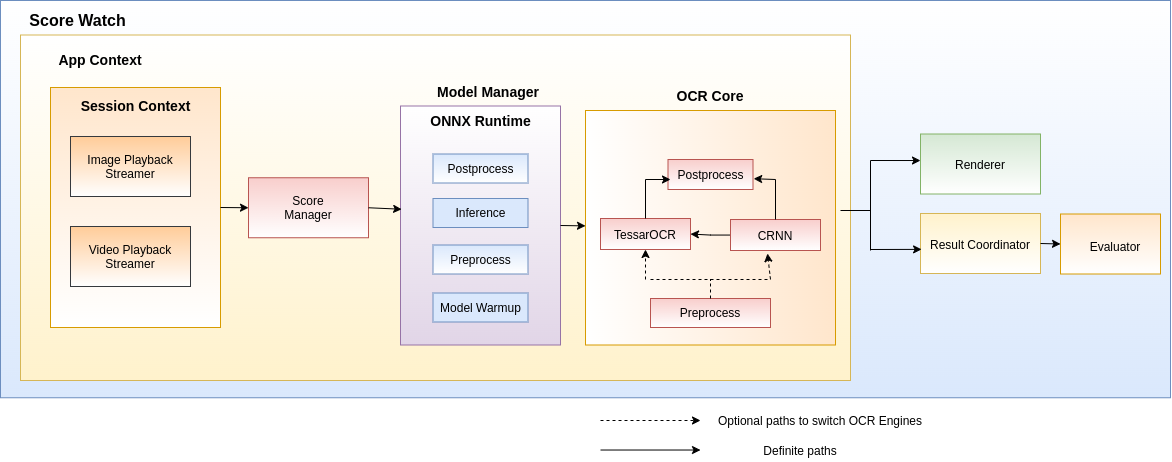 Score Watch
App Context
Session Context
Image Playback
Streamer
Video Playback
Streamer
Score
Manager
Model Manager
ONNX Runtime
Postprocess
Inference
Preprocess
Model Warmup
OCR Core
Postprocess
TessarOCR
CRNN
Preprocess
Renderer
Result Coordinator
Evaluator
Optional paths to switch OCR Engines
Definite paths